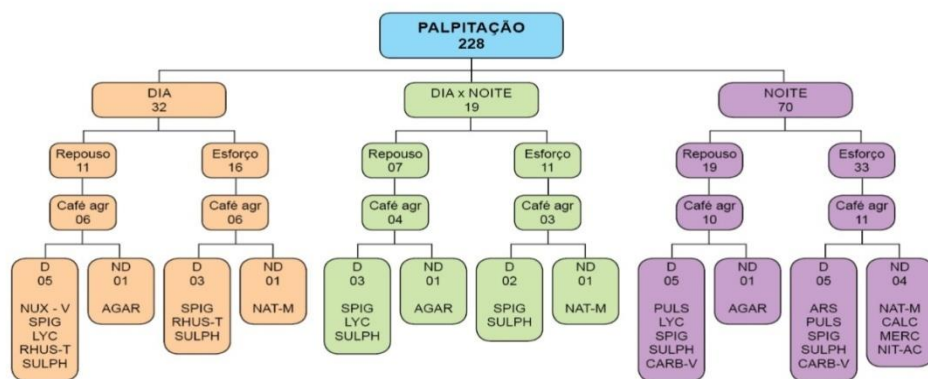 PALPITAÇÃO
228
DIA
32
DIA x NOITE
19
NOITE
70
Repouso
11
Esforço
16
Repouso
07
Esforço
11
Repouso
19
Esforço
33
Café agr
06
Café agr
06
Café agr
04
Café agr
03
Café agr
10
Café agr
11
D
05
NUX - V
SPIG
LYC
RHUS-T
SULPH
ND
01
AGAR
D
03
SPIG
RHUS-T
SULPH
ND
01
NAT-M
D
03
SPIG
LYC
SULPH
ND
01
AGAR
D
02
SPIG
SULPH
ND
01
NAT-M
D
05
PULS
LYC
SPIG
SULPH
CARB-V
ND
01
AGAR
D
05
ARS
PULS
SPIG
SULPH
CARB-V
ND
04
NAT-M
CALC
MERC
NIT-AC